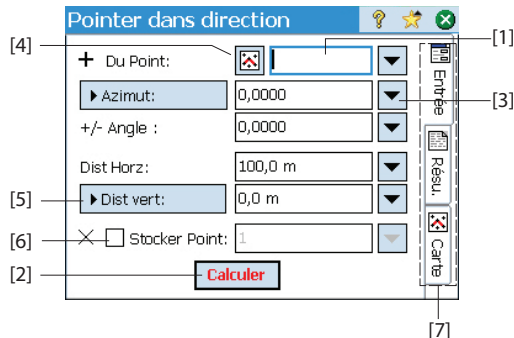 Pointer dans direction
[4]
[1]
+ Du Point:
Azimut:
0,0000
[3]
+/- Angle :
0,0000
Dist Horz:
100,0 m
[5]
Dist vert:
0,0 m
[6]
Stocker Point:
1
[2]
Calculer
Entrée
Résu.
Carte
[7]